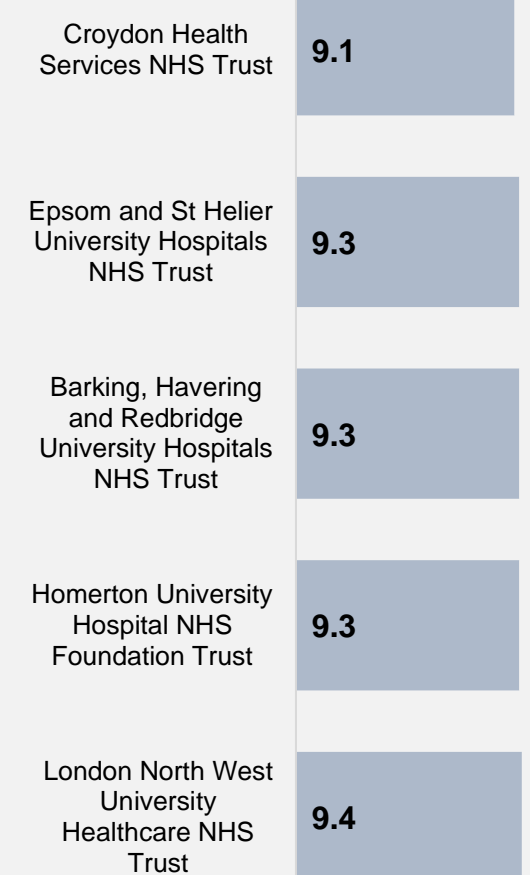 Croydon Health
Services NHS Trust
9.1
Epsom and St Helier
University Hospitals
NHS Trust
9.3
Barking, Havering
and Redbridge
University Hospitals
NHS Trust
9.3
Homerton University
Hospital NHS
Foundation Trust
9.3
London North West
University
Healthcare NHS
Trust
9.4